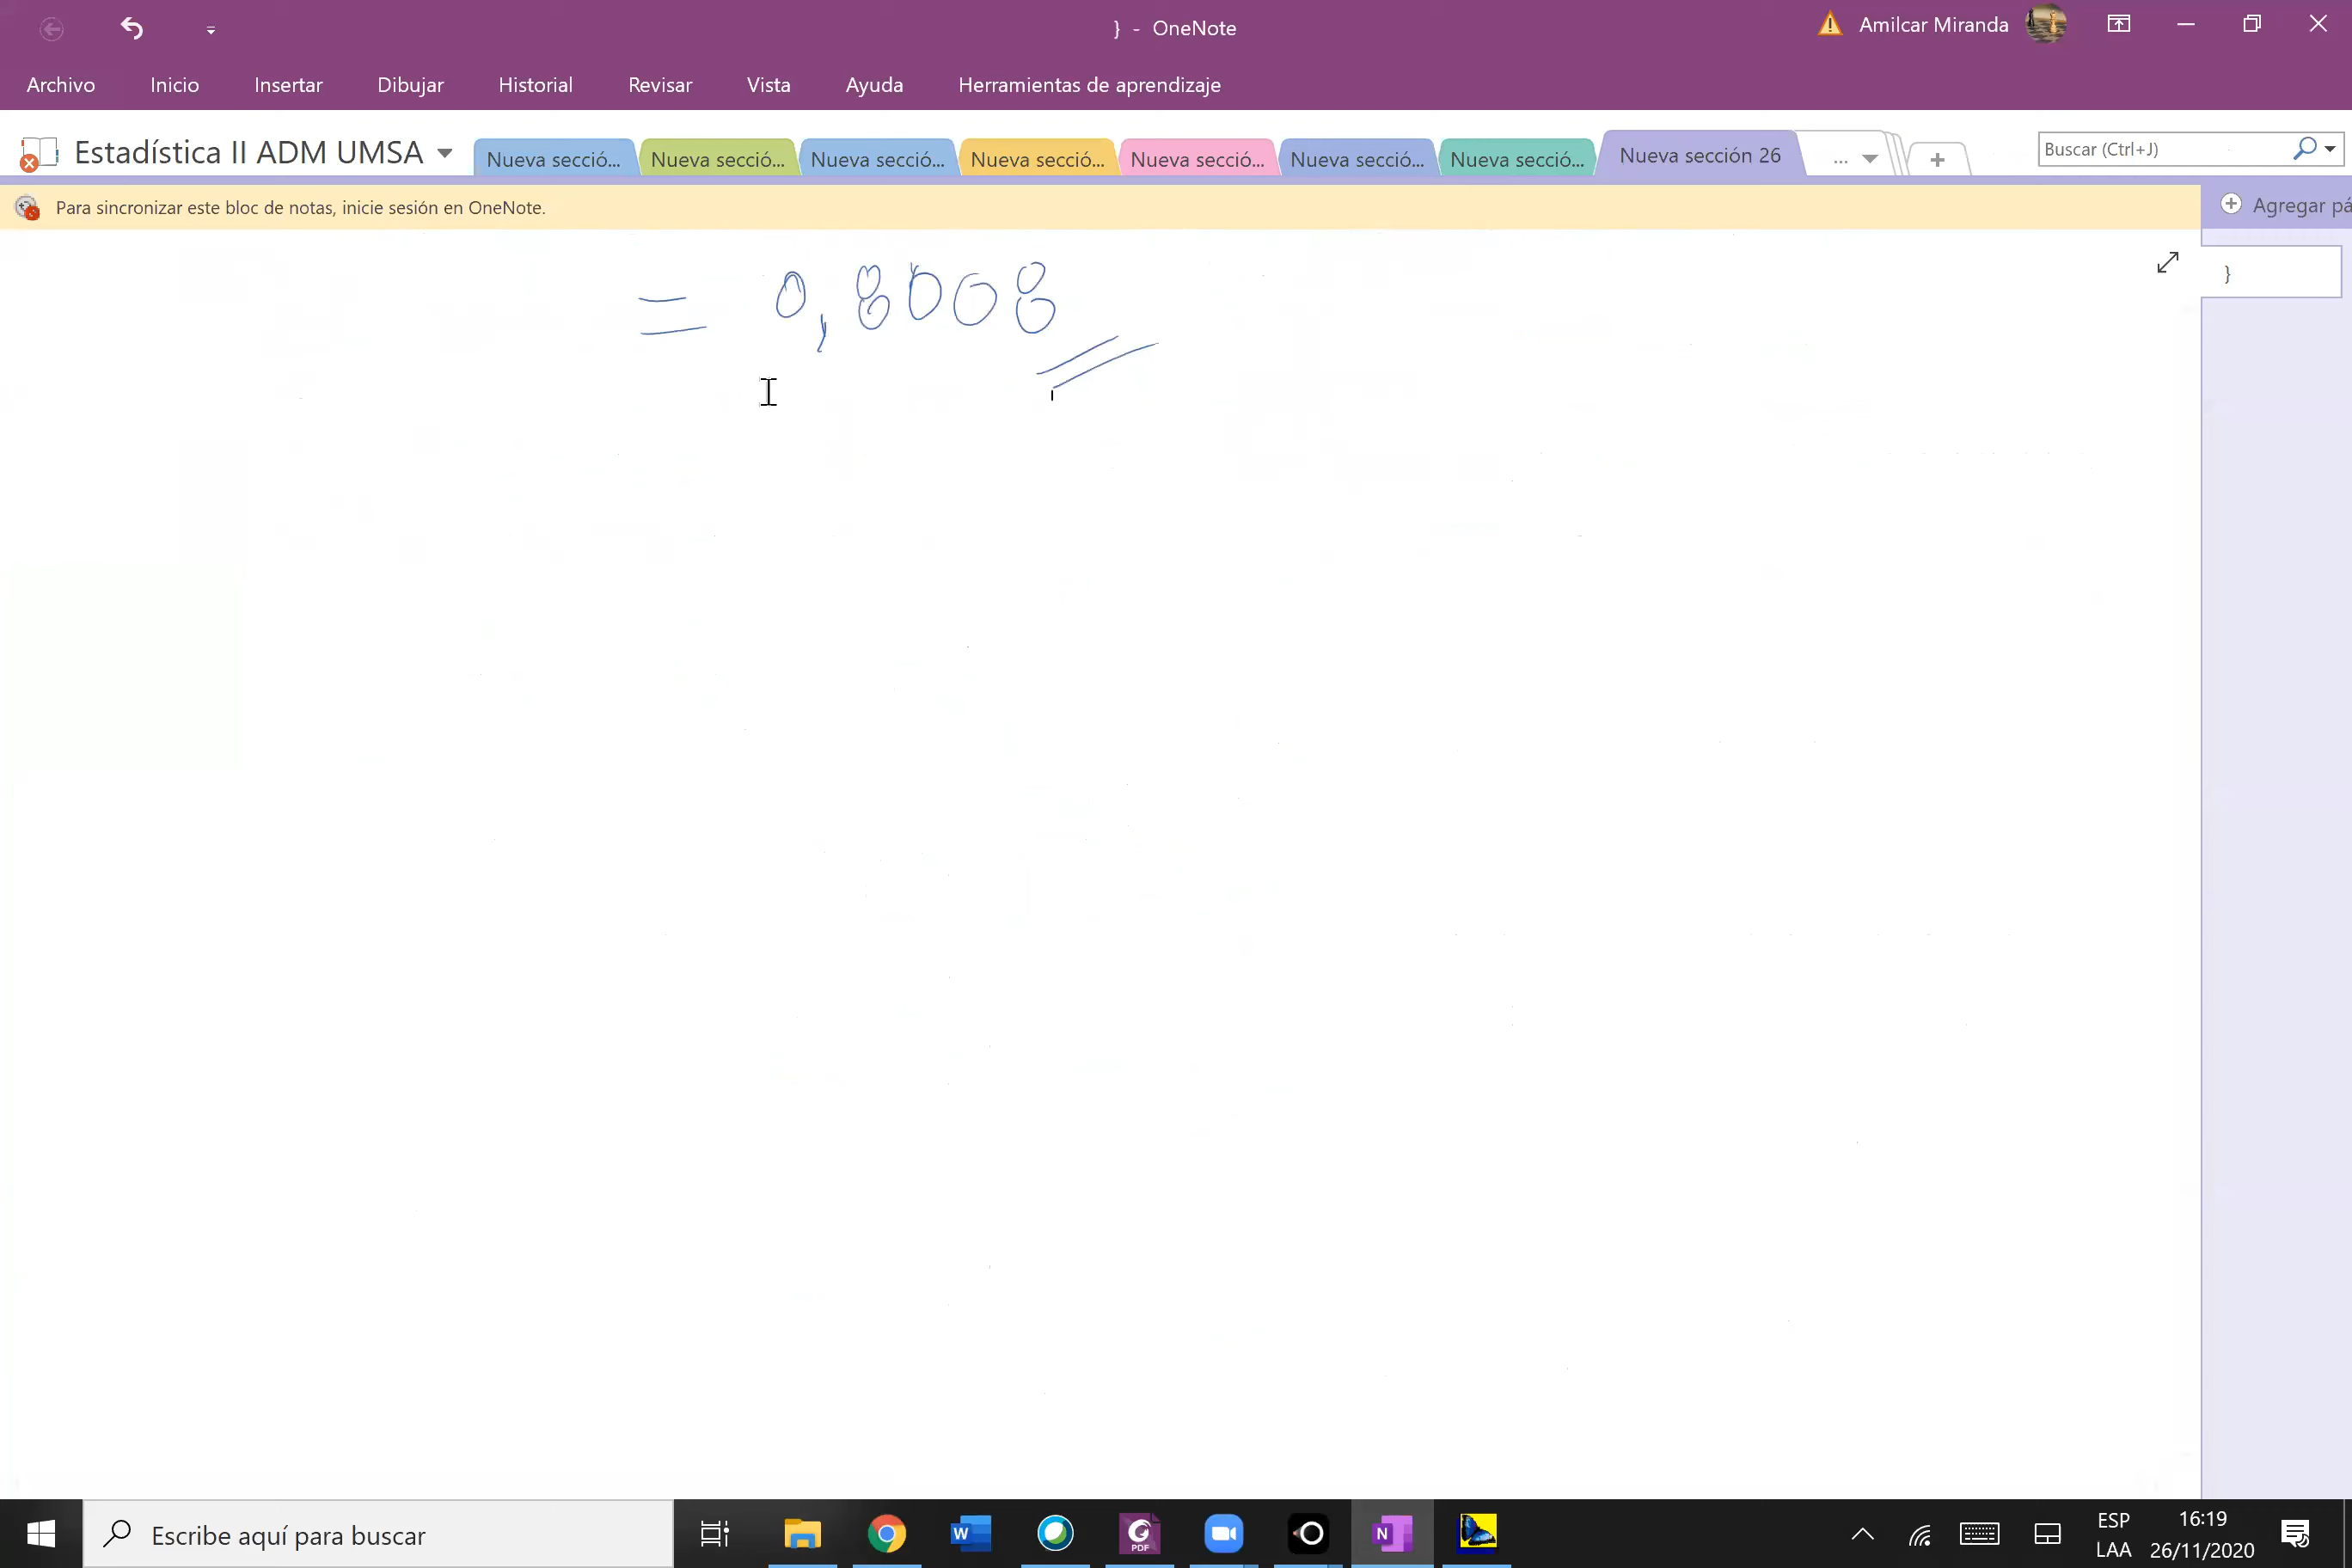 } - OneNote
Amilcar Miranda
Archivo Inicio Insertar Dibujar Historial Revisar Vista Ayuda Herramientas de aprendizaje
Estadística II ADM UMSA
Nueva secció... Nueva secció... Nueva secció... Nueva secció... Nueva secció... Nueva secció... Nueva secció... Nueva sección 26 ...
Buscar (Ctrl+J)
Para sincronizar este bloc de notas, inicie sesión en OneNote.
Agregar pá
}
= 0,8008
Escribe aquí para buscar
W
PDF
N
ESP
LAA
16:19
26/11/2020